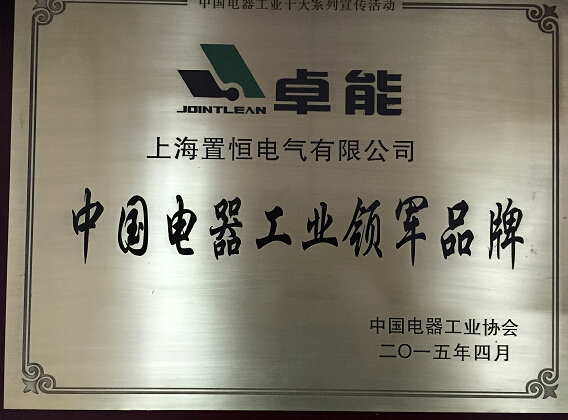 中国电器工业十大系列宣传活动
JOINTLEAN 卓能
上海置恒电气有限公司
中国电器工业领军品牌
中国电器工业协会
二〇一五年四月